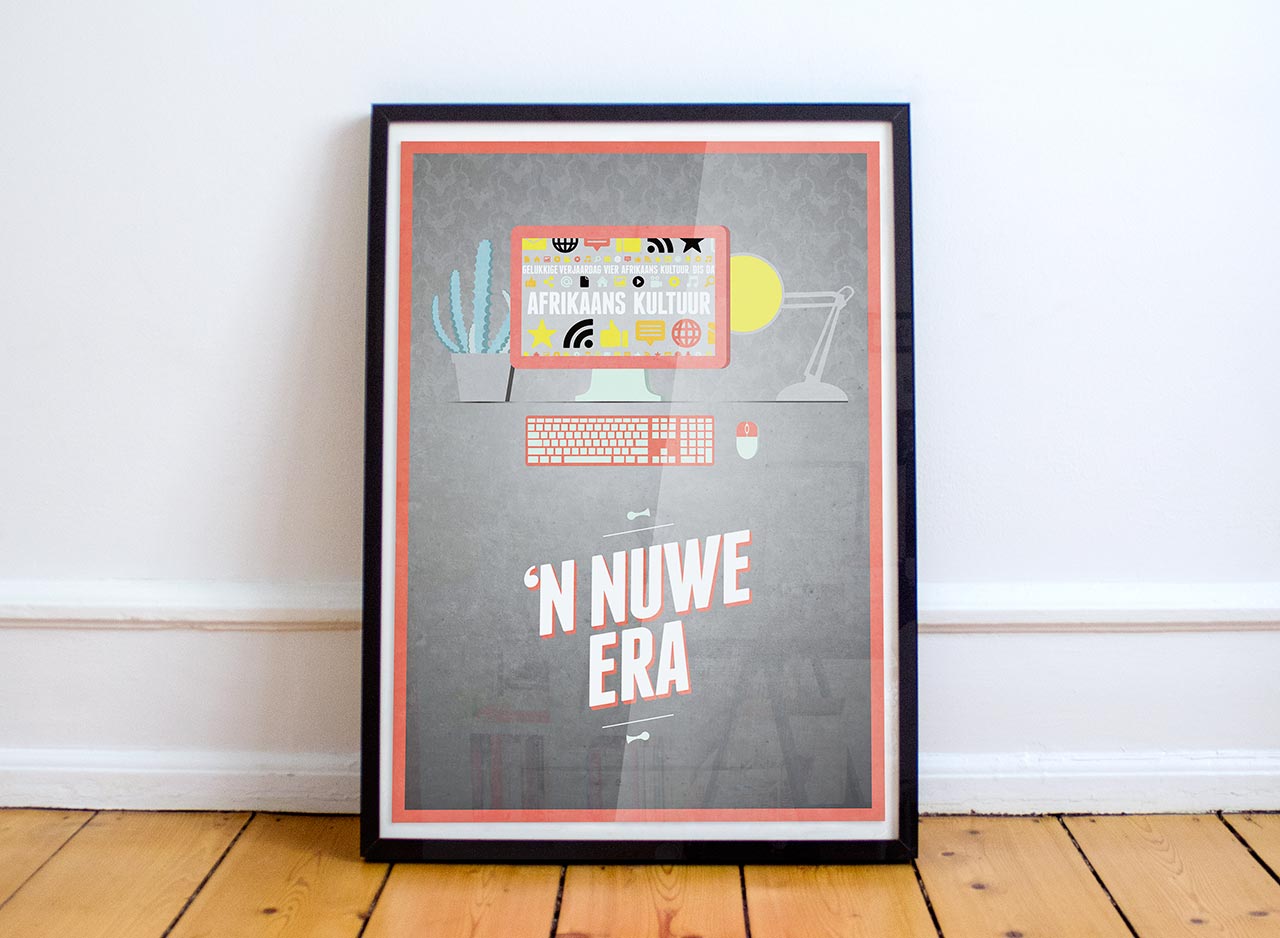 GELUKKIGE VERJAARDAG VIER AFRIKAANS KULTUUR DIS DA
AFRIKAANS KULTUUR
‘N NUWE
ERA